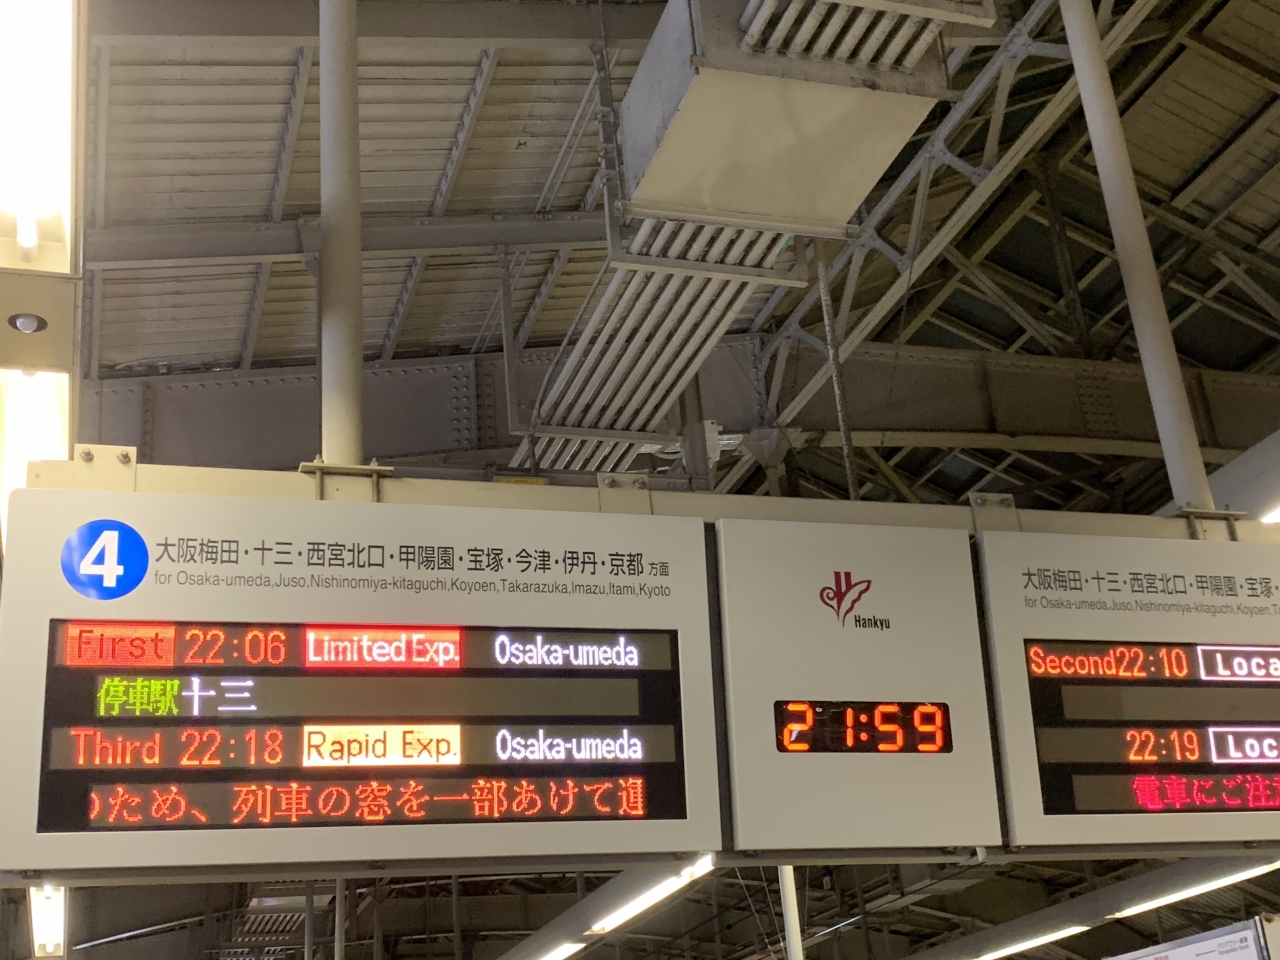 4
大阪梅田・十三・西宮北口・甲陽園・宝塚・今津・伊丹・京都 方面
for Osaka-umeda,Juso,Nishinomiya-kitaguchi,Koyoen,Takarazuka,Imazu,Itami,Kyoto
First 22:06 Limited Exp. Osaka-umeda
停車駅 十三
Third 22:18 Rapid Exp. Osaka-umeda
ため、列車の窓を一部あけて運
Hankyu
21:59
大阪梅田・十三・西宮北口・甲陽園・宝塚
for Osaka-umeda,Juso,Nishinomiya-kitaguchi,Koyoen,
Second 22:10 Loca
22:19 Loc
電車にご注